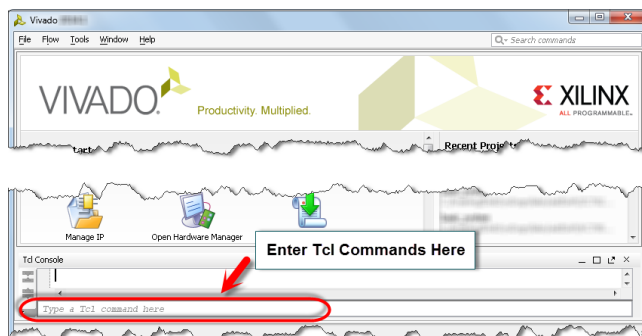 Vivado
File Flow Tools Window Help
Search commands
VIVADO.
Productivity. Multiplied.
XILINX
ALL PROGRAMMABLE.
Recent
Manage IP
Open Hardware Manager
Enter Tcl Commands Here
Tcl Console
Type a Tcl command here